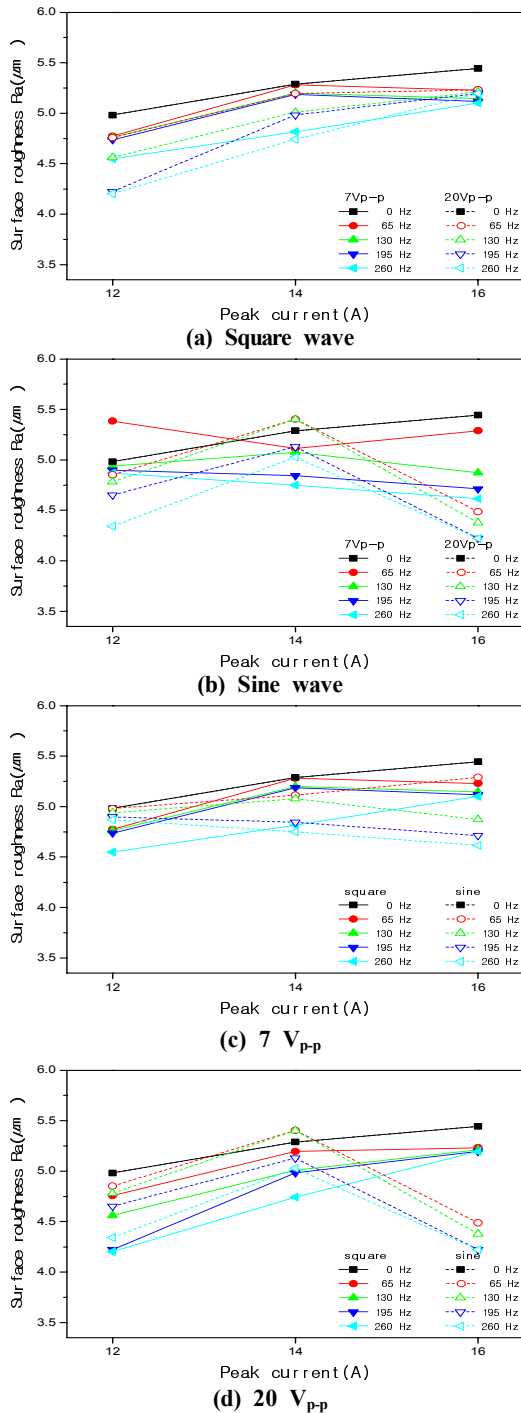 Surface roughness Ra(μm)
6.0
5.5
5.0
4.5
4.0
3.5
7Vp-p 20Vp-p
0 Hz 0 Hz
65 Hz 65 Hz
130 Hz 130 Hz
195 Hz 195 Hz
260 Hz 260 Hz
12 14 16
Peak current(A)
(a) Square wave
Surface roughness Ra(μm)
6.0
5.5
5.0
4.5
4.0
3.5
7Vp-p 20Vp-p
0 Hz 0 Hz
65 Hz 65 Hz
130 Hz 130 Hz
195 Hz 195 Hz
260 Hz 260 Hz
12 14 16
Peak current(A)
(b) Sine wave
Surface roughness Ra(μm)
6.0
5.5
5.0
4.5
4.0
3.5
square sine
0 Hz 0 Hz
65 Hz 65 Hz
130 Hz 130 Hz
195 Hz 195 Hz
260 Hz 260 Hz
12 14 16
Peak current(A)
(c) 7 Vp-p
Surface roughness Ra(μm)
6.0
5.5
5.0
4.5
4.0
3.5
square sine
0 Hz 0 Hz
65 Hz 65 Hz
130 Hz 130 Hz
195 Hz 195 Hz
260 Hz 260 Hz
12 14 16
Peak current(A)
(d) 20 Vp-p